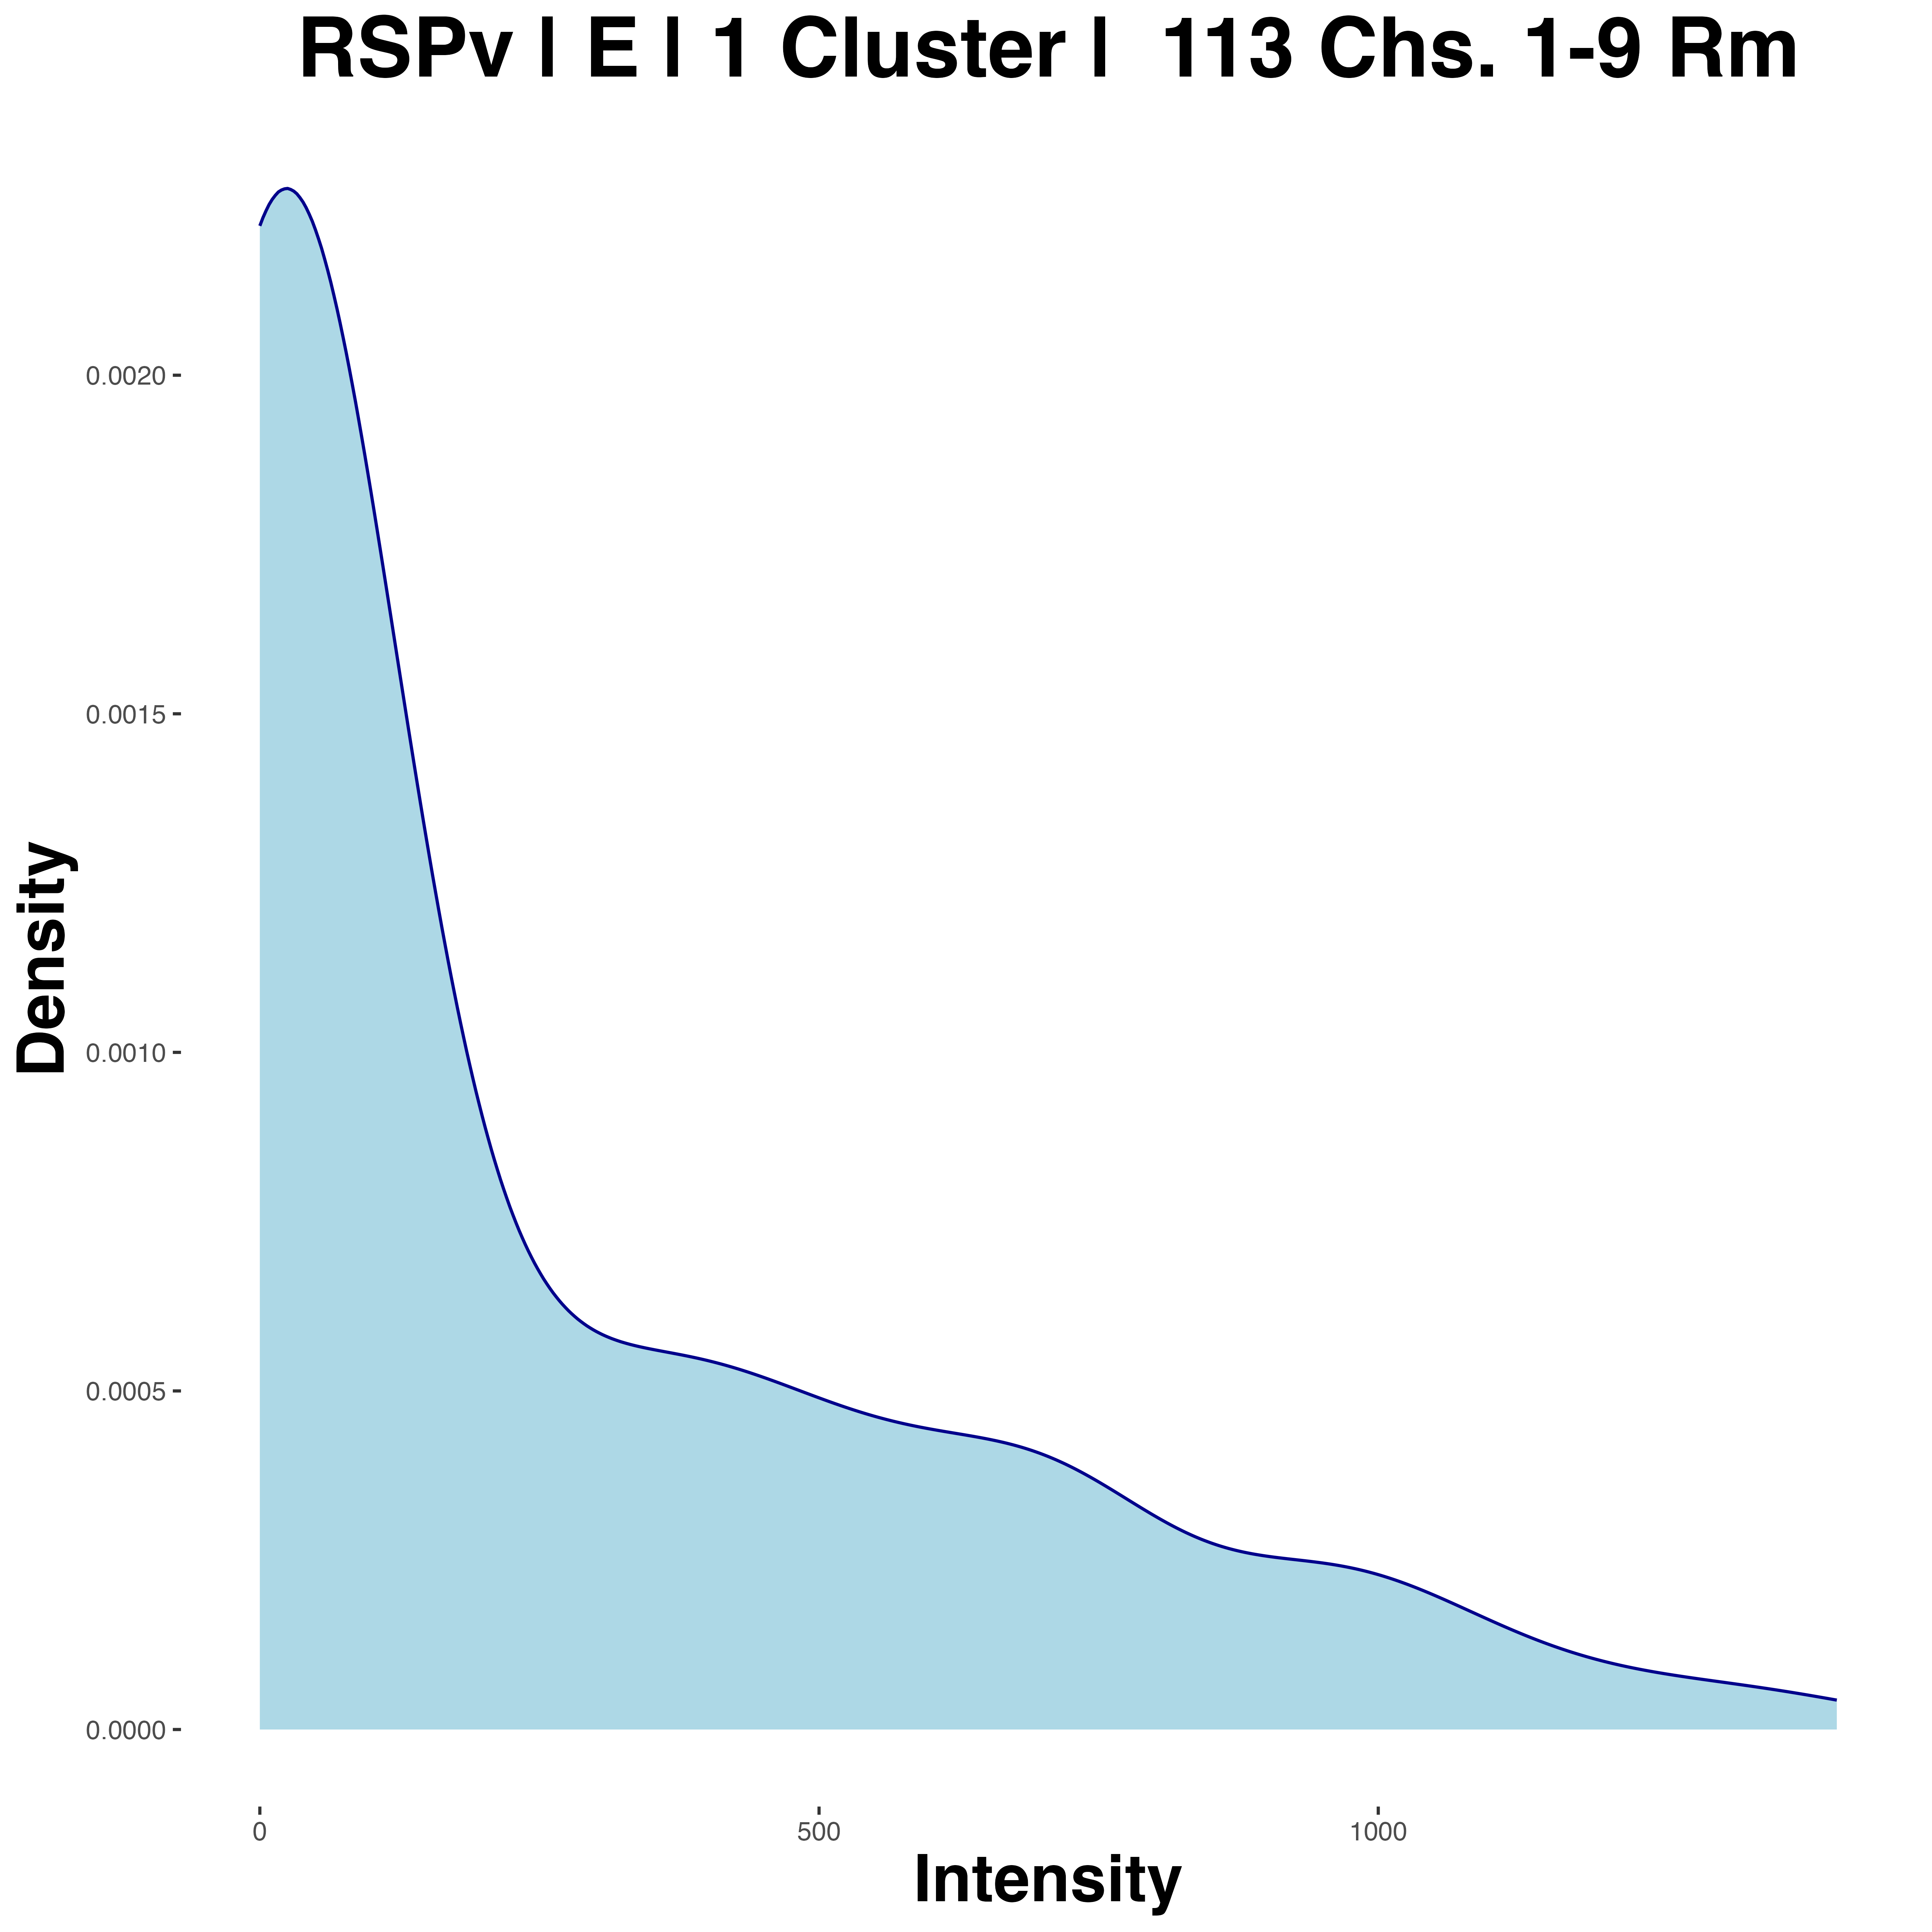 RSPv | E | 1 Cluster |  113 Chs. 1-9 Rm
Density
0.0020
0.0015
0.0010
0.0005
0.0000
0 500 1000
Intensity